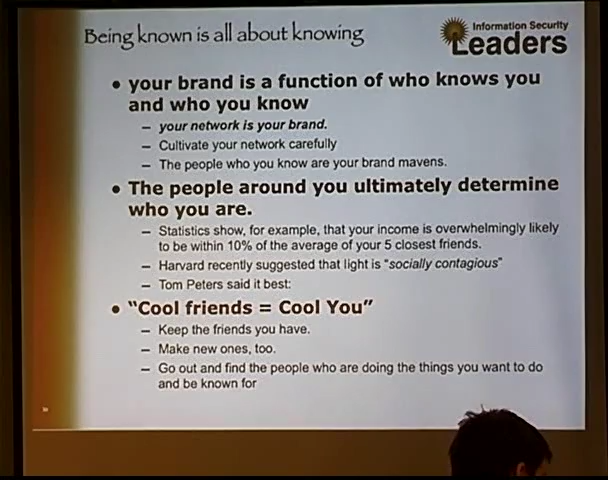 Being known is all about knowing
Information Security
Leaders
• your brand is a function of who knows you
and who you know
– your network is your brand.
– Cultivate your network carefully
– The people who you know are your brand mavens.
• The people around you ultimately determine
who you are.
– Statistics show, for example, that your income is overwhelmingly likely
to be within 10% of the average of your 5 closest friends.
– Harvard recently suggested that light is "socially contagious"
– Tom Peters said it best:
• "Cool friends = Cool You"
– Keep the friends you have.
– Make new ones, too.
– Go out and find the people who are doing the things you want to do
and be known for